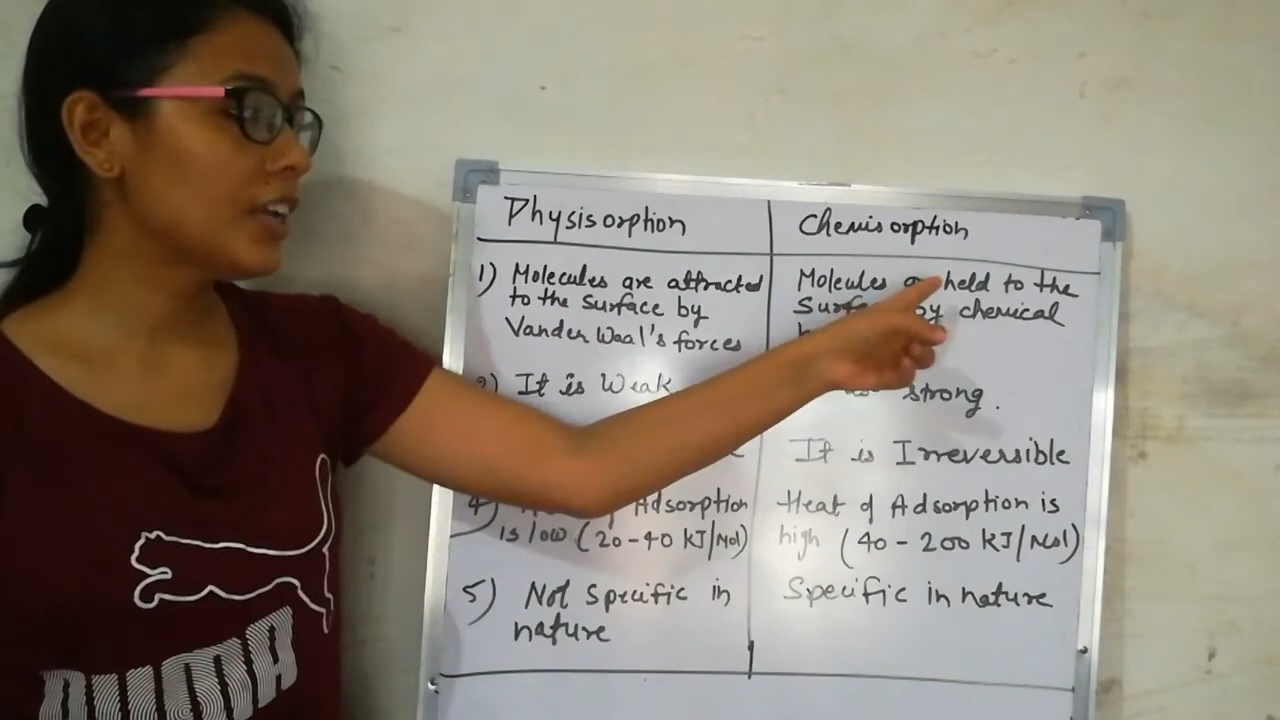 Physisorption
Chemisorption
1) Molecules are attracted
to the surface by
Vander Waal's forces
Molecules held to the
by chemical
It is Weak
strong.
It is Irreversible
4) Adsorption
is low (20-40 KJ/Mol)
Heat of Adsorption is
high (40-200 KJ/Mol)
5) Not Specific in
nature
Specific in nature
PUMA